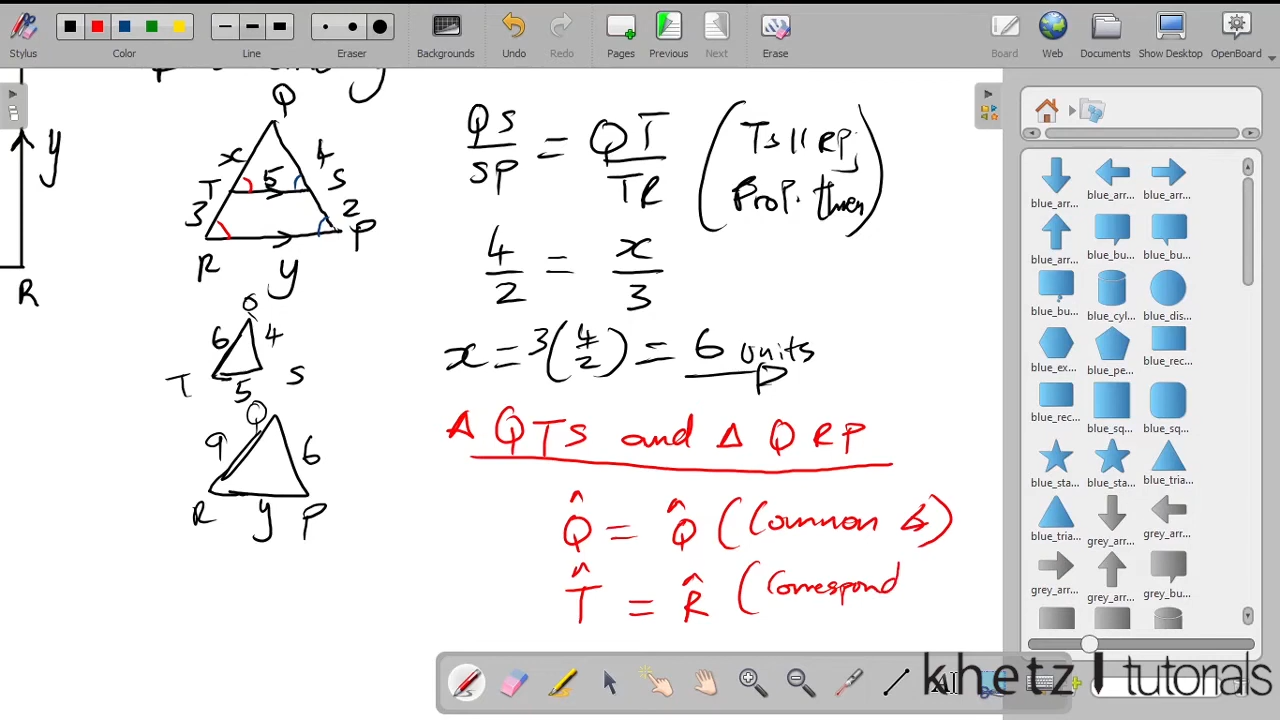 Stylus Color Line Eraser Backgrounds Undo Redo Pages Previous Next Erase Board Web Documents Show Desktop OpenBoard
y
R
Q
x 4
T 5 S
3 2
R y P
Q
6 4
T 5 S
Q
9 6
R y P
QS/SP = QT/TR (TS || RP; Prop. thm)
4/2 = x/3
x = 3(4/2) = 6 units
Δ QTS and Δ QRP
Q̂ = Q̂ (Common ∠)
T̂ = R̂ (Correspond
blue_arr... blue_arr... blue_arr...
blue_arr... blue_bu... blue_bu...
blue_bu... blue_cyl... blue_dis...
blue_he... blue_pe... blue_rec...
blue_rec... blue_sq... blue_sq...
blue_sta... blue_sta... blue_tria...
blue_tria... grey_arr... grey_arr...
grey_arr... grey_arr... grey_bu...
khetz tutorials